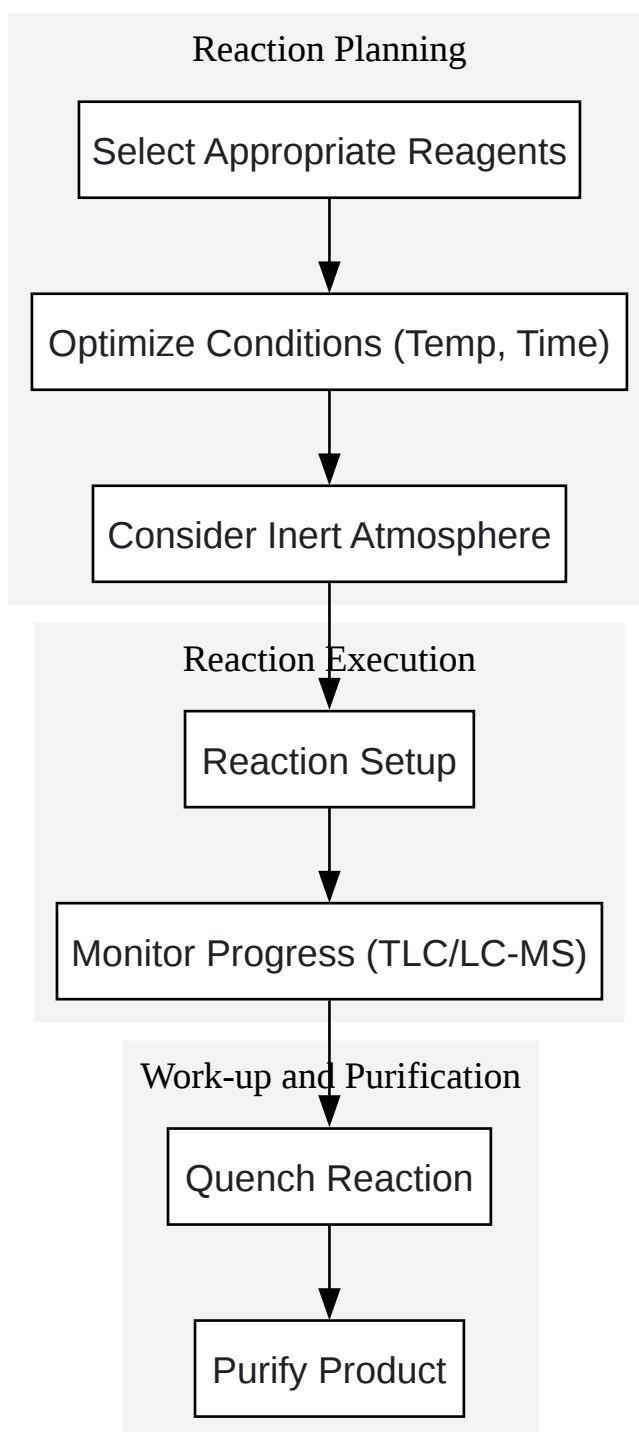 Reaction Planning
Select Appropriate Reagents
Optimize Conditions (Temp, Time)
Consider Inert Atmosphere
Reaction Execution
Reaction Setup
Monitor Progress (TLC/LC-MS)
Work-up and Purification
Quench Reaction
Purify Product